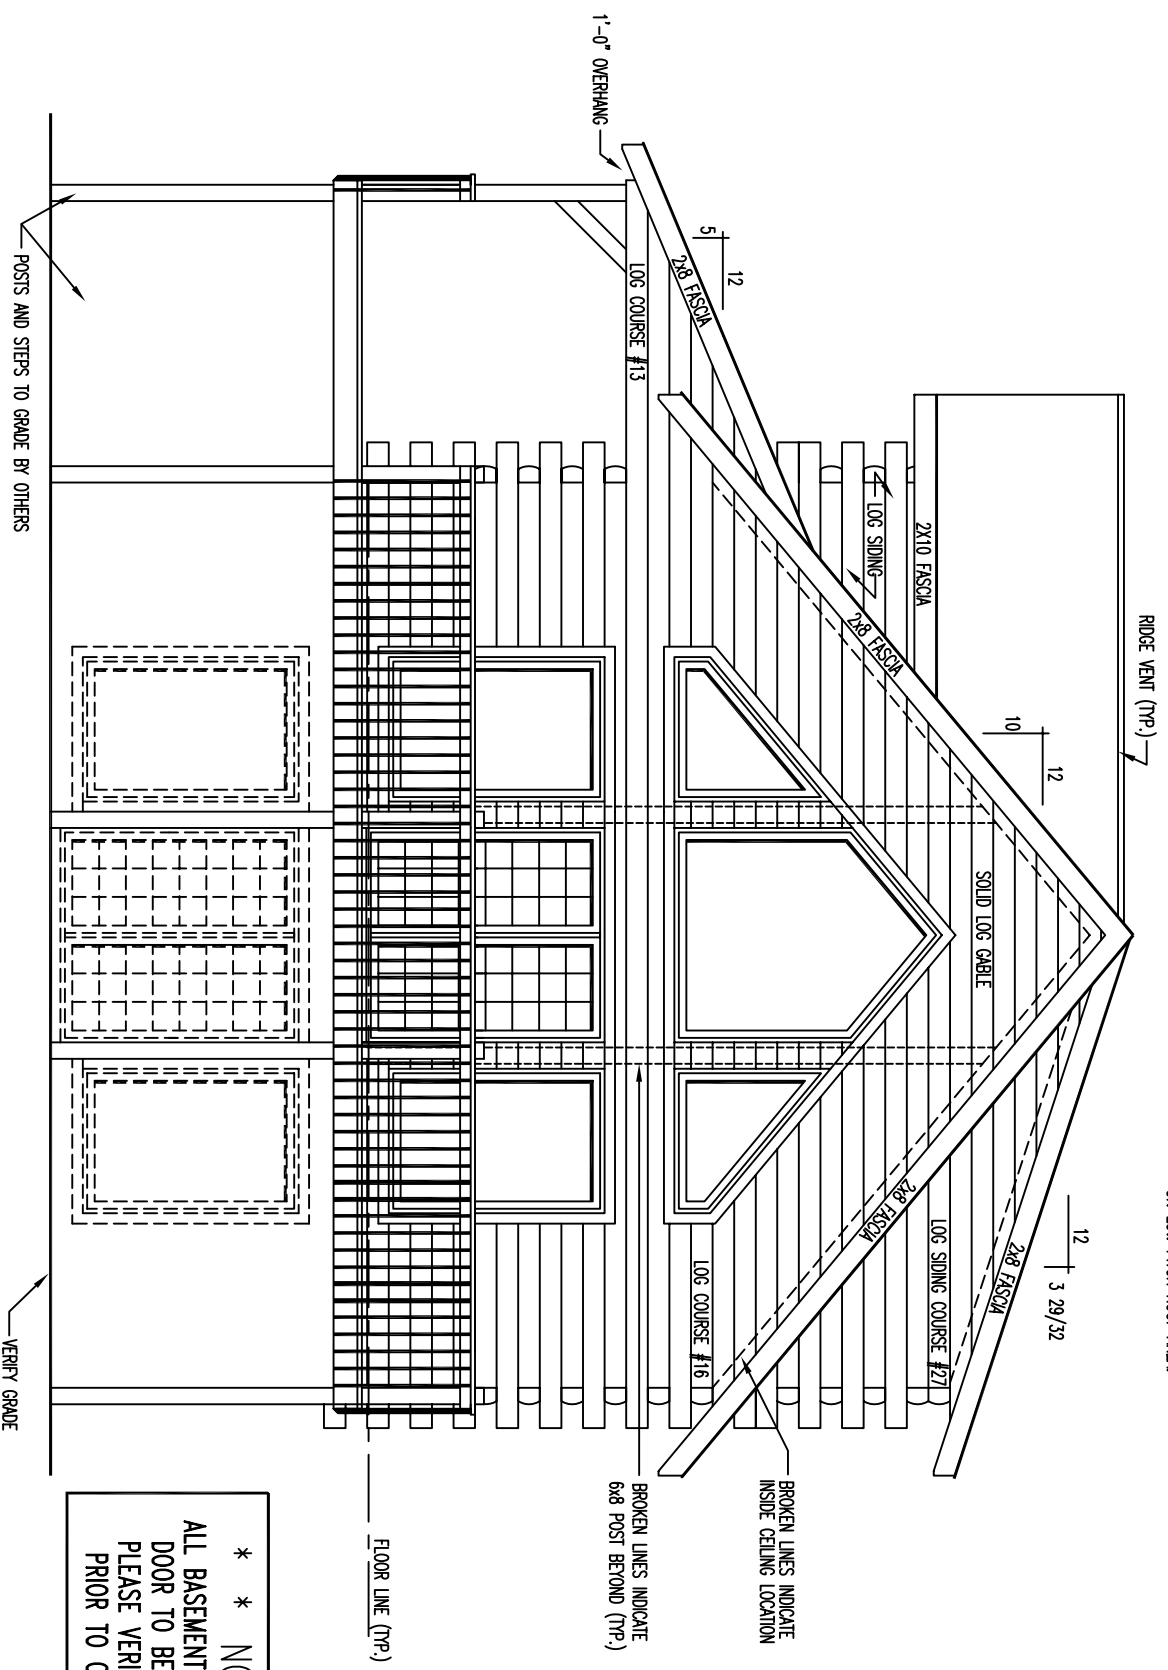 RIDGE VENT (TYP.)
12
10
12
3 29/32
2X10 FASCIA
LOG SIDING
2x8 FASCIA
SOLID LOG GABLE
2x8 FASCIA
LOG SIDING COURSE #27
2x8 FASCIA
12
5
2x8 FASCIA
1'-0" OVERHANG
LOG COURSE #13
LOG COURSE #16
BROKEN LINES INDICATE
INSIDE CEILING LOCATION
BROKEN LINES INDICATE
6x8 POST BEYOND (TYP.)
FLOOR LINE (TYP.)
POSTS AND STEPS TO GRADE BY OTHERS
VERIFY GRADE
* *
ALL BASEMENT
DOOR TO BE
PLEASE
PRIOR TO